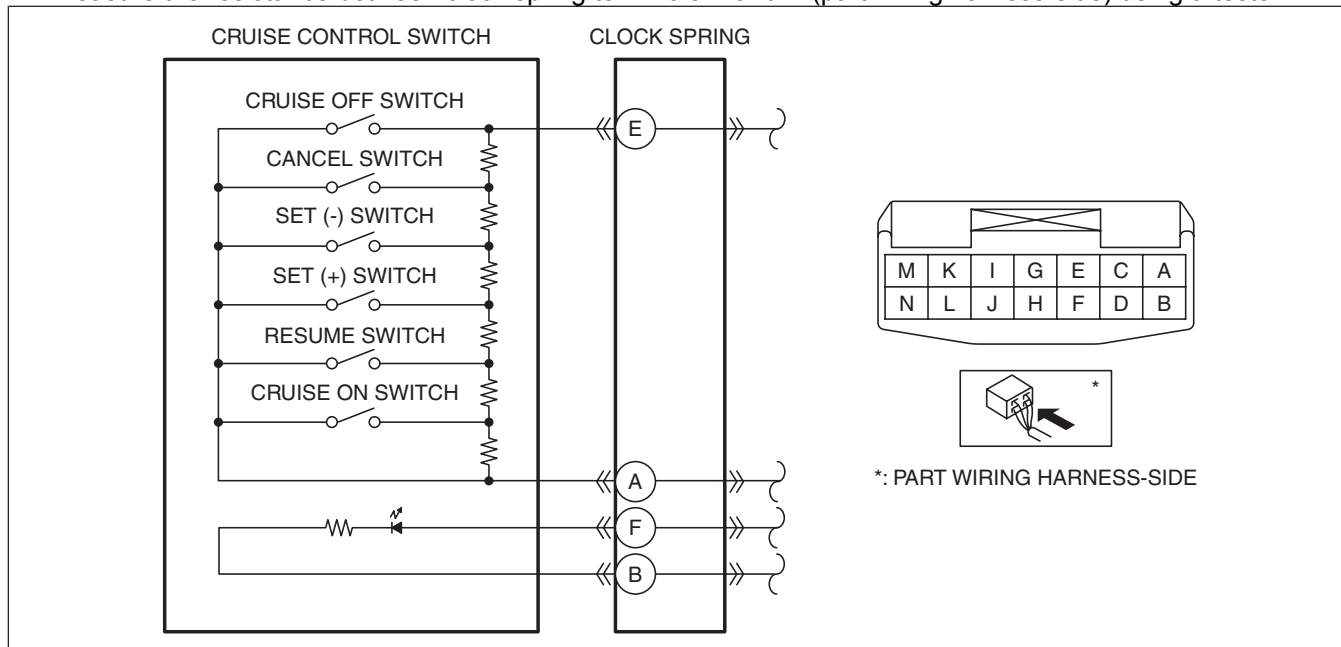 CRUISE CONTROL SWITCH
CLOCK SPRING
CRUISE OFF SWITCH
E
CANCEL SWITCH
SET (-) SWITCH
SET (+) SWITCH
RESUME SWITCH
CRUISE ON SWITCH
A
F
B
M K I G E C A
N L J H F D B
*
*: PART WIRING HARNESS-SIDE